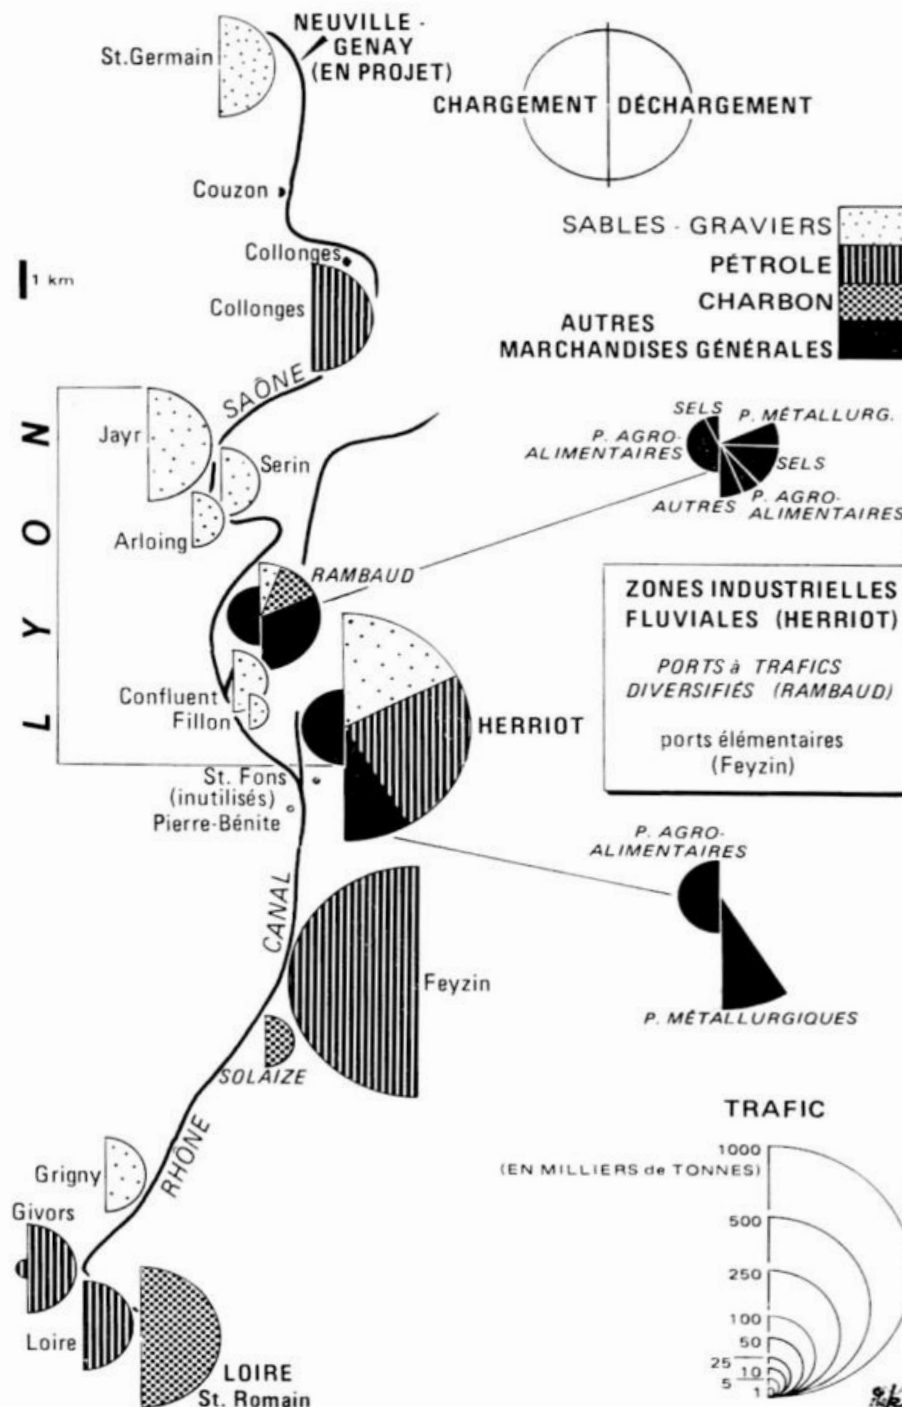 NEUVILLE -
GENAY
(EN PROJET)
St.Germain
CHARGEMENT
DÉCHARGEMENT
Couzon
SABLES - GRAVIERS
PÉTROLE
CHARBON
AUTRES
MARCHANDISES GÉNÉRALES
1 km
Collonges
Collonges
SAÔNE
LYON
Jayr
Serin
Arloing
SELS
P. MÉTALLURG.
P. AGRO-
ALIMENTAIRES
SELS
AUTRES
P. AGRO-
ALIMENTAIRES
RAMBAUD
ZONES INDUSTRIELLES
FLUVIALES (HERRIOT)
PORTS à TRAFICS
DIVERSIFIÉS (RAMBAUD)
ports élémentaires
(Feyzin)
Confluent
Fillon
HERRIOT
St. Fons
(inutilisés)
Pierre-Bénite
P. AGRO-
ALIMENTAIRES
P. MÉTALLURGIQUES
CANAL
Feyzin
SOLAIZE
RHÔNE
Grigny
Givors
Loire
LOIRE
St. Romain
TRAFIC
(EN MILLIERS de TONNES)
1000
500
250
100
50
25
10
5
1